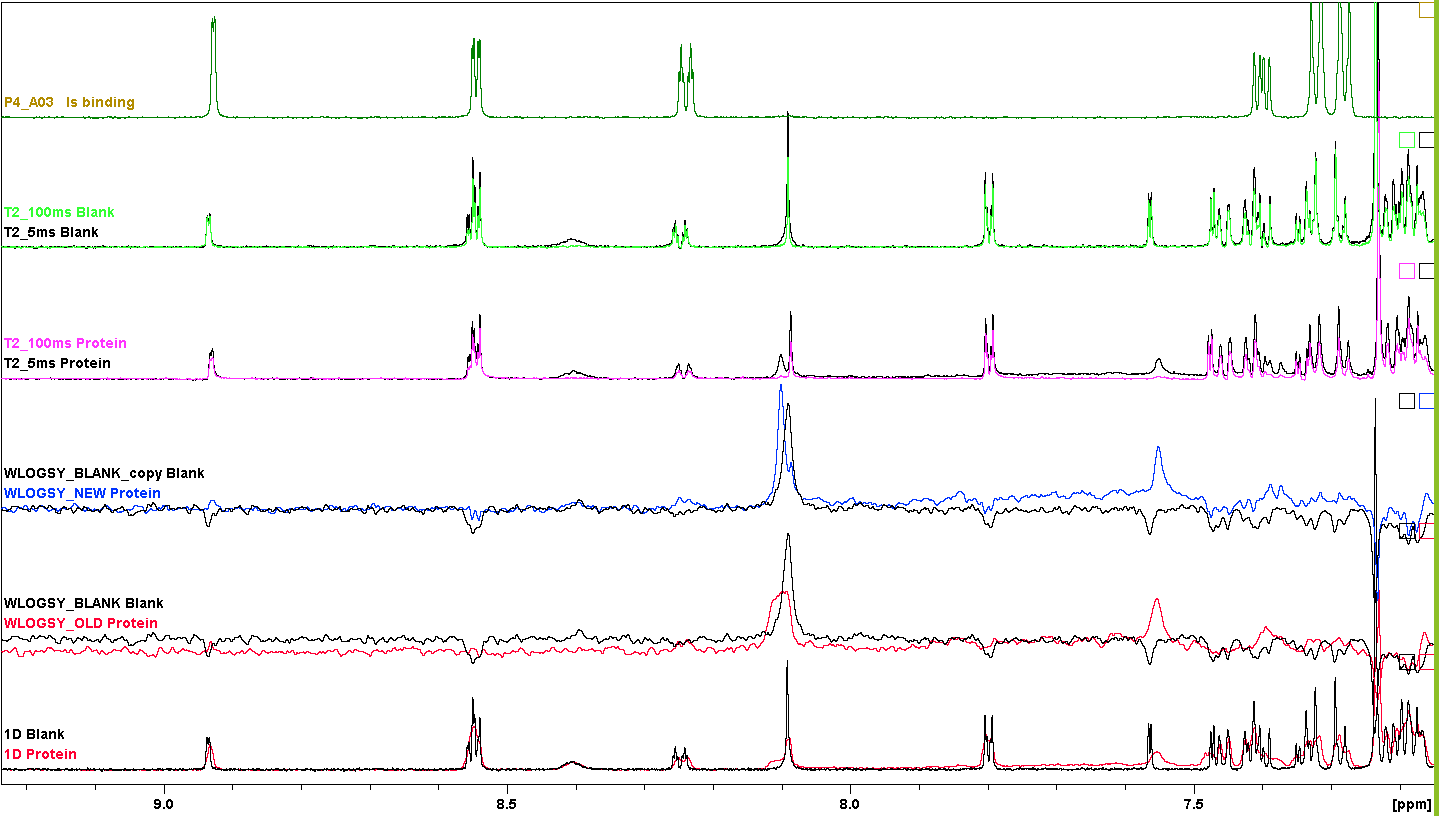 P4_A03 Is binding
T2_100ms Blank
T2_5ms Blank
T2_100ms Protein
T2_5ms Protein
WLOGSY_BLANK_copy Blank
WLOGSY_NEW Protein
WLOGSY_BLANK Blank
WLOGSY_OLD Protein
1D Blank
1D Protein
9.0 8.5 8.0 7.5 [ppm]